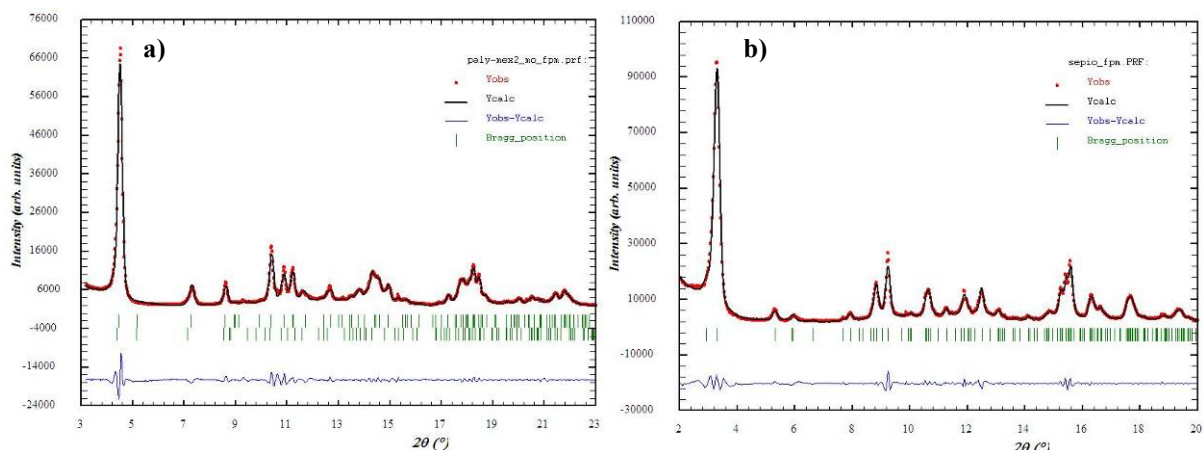 a)
paly-mex2_mo_fpm.prf:
Yobs
Ycalc
Yobs-Ycalc
Bragg_position
Intensity (arb. units)
76000
66000
56000
46000
36000
26000
16000
6000
-4000
-14000
-24000
3 5 7 9 11 13 15 17 19 21 23
2θ (°)
b)
sepio_fpm.PRF:
Yobs
Ycalc
Yobs-Ycalc
Bragg_position
Intensity (arb. units)
110000
90000
70000
50000
30000
10000
-10000
-30000
2 4 6 8 10 12 14 16 18 20
2θ (°)